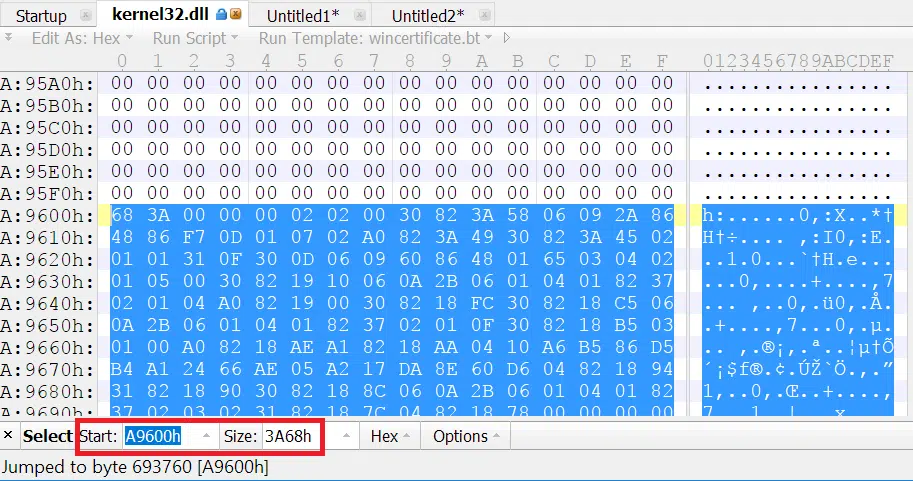 Startup kernel32.dll Untitled1* Untitled2*
Edit As: Hex Run Script Run Template: wincertificate.bt
0 1 2 3 4 5 6 7 8 9 A B C D E F 0123456789ABCDEF
A:95A0h: 00 00 00 00 00 00 00 00 00 00 00 00 00 00 00 00 ................
A:95B0h: 00 00 00 00 00 00 00 00 00 00 00 00 00 00 00 00 ................
A:95C0h: 00 00 00 00 00 00 00 00 00 00 00 00 00 00 00 00 ................
A:95D0h: 00 00 00 00 00 00 00 00 00 00 00 00 00 00 00 00 ................
A:95E0h: 00 00 00 00 00 00 00 00 00 00 00 00 00 00 00 00 ................
A:95F0h: 00 00 00 00 00 00 00 00 00 00 00 00 00 00 00 00 ................
A:9600h: 68 3A 00 00 00 02 02 00 30 82 3A 58 06 09 2A 86 h:......0‚:X..*†
A:9610h: 48 86 F7 0D 01 07 02 A0 82 3A 49 30 82 3A 45 02 H†÷.... ‚:I0‚:E.
A:9620h: 01 01 31 0F 30 0D 06 09 60 86 48 01 65 03 04 02 ..1.0...`†H.e...
A:9630h: 01 05 00 30 82 19 10 06 0A 2B 06 01 04 01 82 37 ...0‚....+....‚7
A:9640h: 02 01 04 A0 82 19 00 30 82 18 FC 30 82 18 C5 06 ... ‚..0‚.ü0‚.Å.
A:9650h: 0A 2B 06 01 04 01 82 37 02 01 0F 30 82 18 B5 03 .+....‚7...0‚.µ.
A:9660h: 01 00 A0 82 18 AE A1 82 18 AA 04 10 A6 B5 86 D5 .. ‚.®¡‚.ª..¦µ†Õ
A:9670h: B4 A1 24 66 AE 05 A2 17 DA 8E 60 D6 04 82 18 94 ´¡$f®.¢.ÚŽ`Ö.‚.”
A:9680h: 31 82 18 90 30 82 18 8C 06 0A 2B 06 01 04 01 82 1‚..0‚.Œ..+....‚
A:9690h: 37 02 03 02 31 82 18 7C 04 82 18 78 00 00 00 00 7...1‚.|.‚.x....
× Select Start: A9600h Size: 3A68h Hex Options
Jumped to byte 693760 [A9600h]